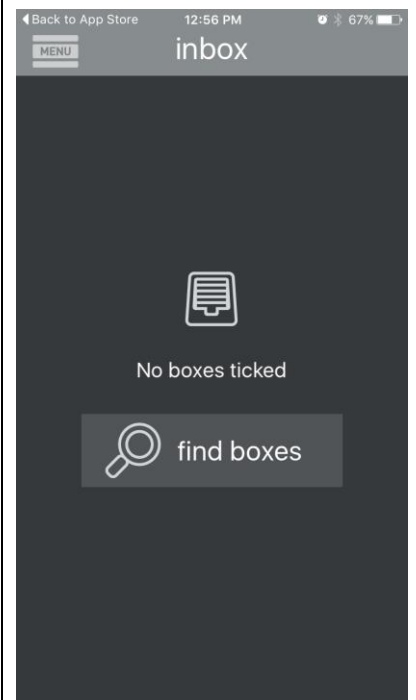 Back to App Store 12:56 PM 67%
MENU inbox
No boxes ticked
find boxes